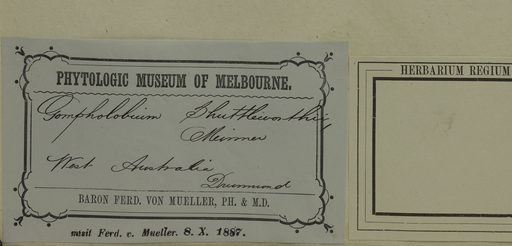 PHYTOLOGIC MUSEUM OF MELBOURNE.
Gompholobium Shuttleworthii
Meisner
West Australia
Drummond
BARON FERD. VON MUELLER, PH. & M.D.
misit Ferd. v. Mueller. 8. X. 1887.
HERBARIUM REGIUM